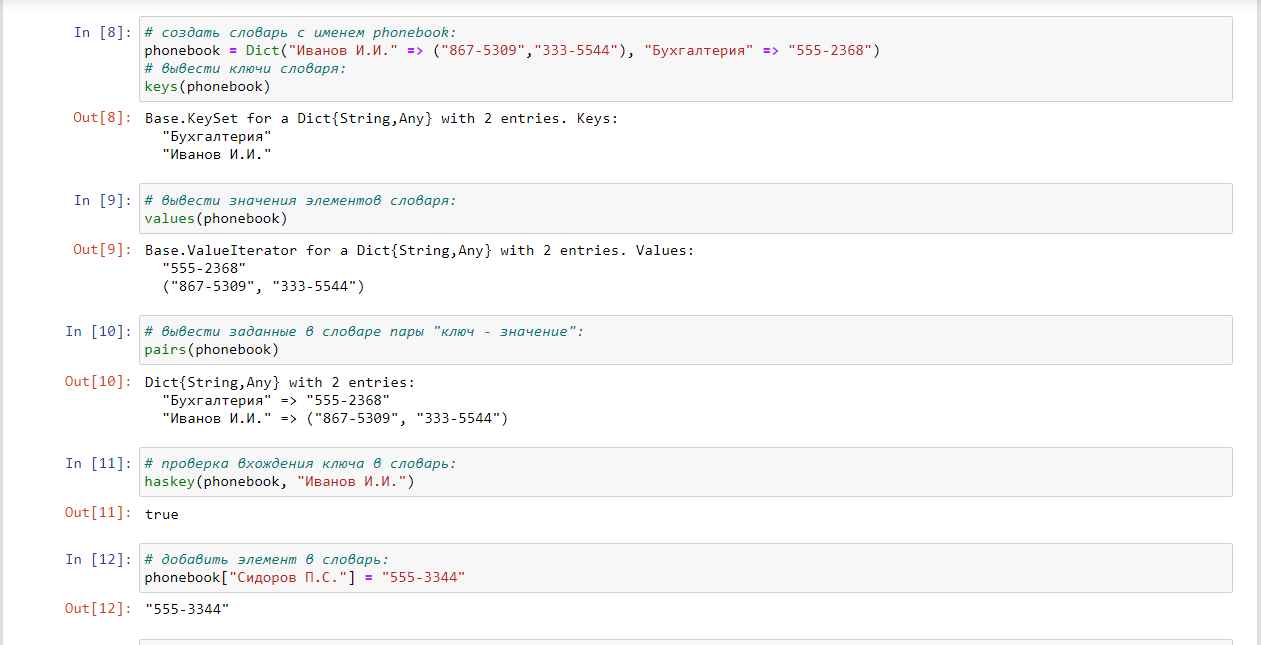 In [8]: # создать словарь с именем phonebook:
phonebook = Dict("Иванов И.И." => ("867-5309","333-5544"), "Бухгалтерия" => "555-2368")
# вывести ключи словаря:
keys(phonebook)
Out[8]: Base.KeySet for a Dict{String,Any} with 2 entries. Keys:
"Бухгалтерия"
"Иванов И.И."
In [9]: # вывести значения элементов словаря:
values(phonebook)
Out[9]: Base.ValueIterator for a Dict{String,Any} with 2 entries. Values:
"555-2368"
("867-5309", "333-5544")
In [10]: # вывести заданные в словаре пары "ключ - значение":
pairs(phonebook)
Out[10]: Dict{String,Any} with 2 entries:
"Бухгалтерия" => "555-2368"
"Иванов И.И." => ("867-5309", "333-5544")
In [11]: # проверка вхождения ключа в словарь:
haskey(phonebook, "Иванов И.И.")
Out[11]: true
In [12]: # добавить элемент в словарь:
phonebook["Сидоров П.С."] = "555-3344"
Out[12]: "555-3344"